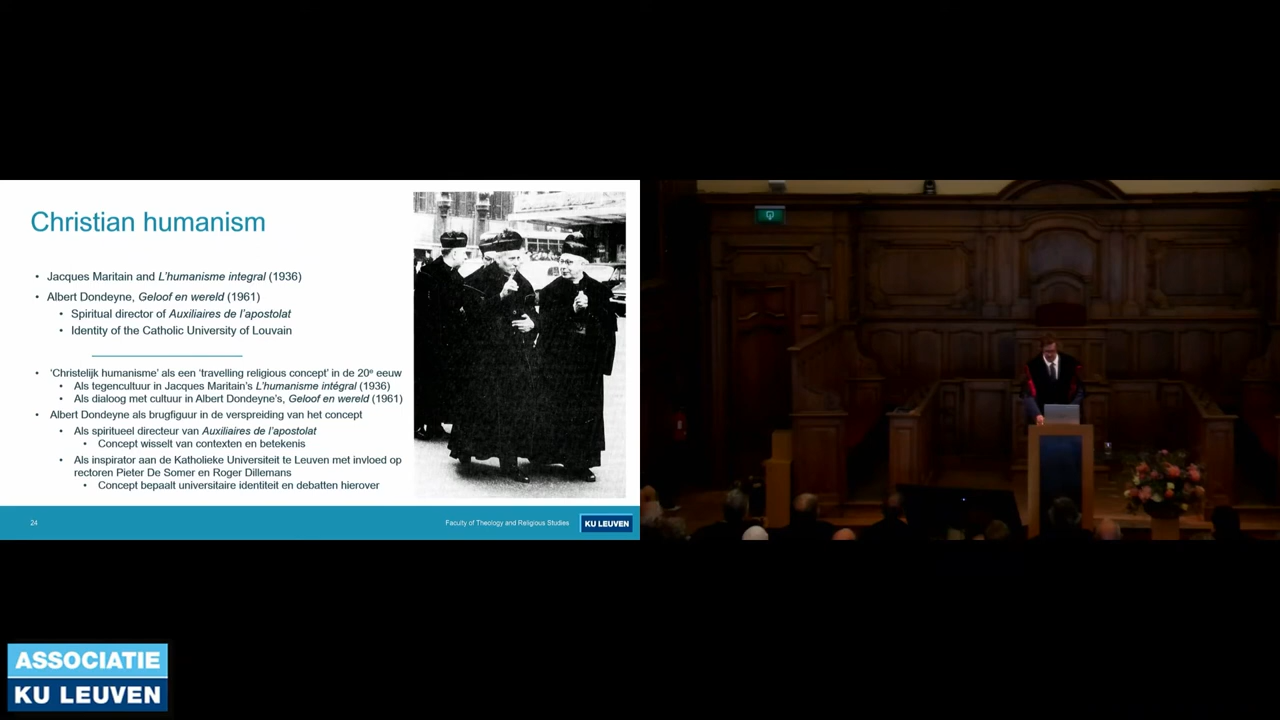 Christian humanism
• Jacques Maritain and L'humanisme integral (1936)
• Albert Dondeyne, Geloof en wereld (1961)
• Spiritual director of Auxiliaires de l'apostolat
• Identity of the Catholic University of Louvain
• 'Christelijk humanisme' als een 'travelling religious concept' in de 20e eeuw
• Als tegencultuur in Jacques Maritain's L'humanisme intégral (1936)
• Als dialoog met cultuur in Albert Dondeyne's, Geloof en wereld (1961)
• Albert Dondeyne als brugfiguur in de verspreiding van het concept
• Als spiritueel directeur van Auxiliaires de l'apostolat
• Concept wisselt van contexten en betekenis
• Als inspirator aan de Katholieke Universiteit te Leuven met invloed op
rectoren Pieter De Somer en Roger Dillemans
• Concept bepaalt universitaire identiteit en debatten hierover
24
Faculty of Theology and Religious Studies
KU LEUVEN
ASSOCIATIE
KU LEUVEN